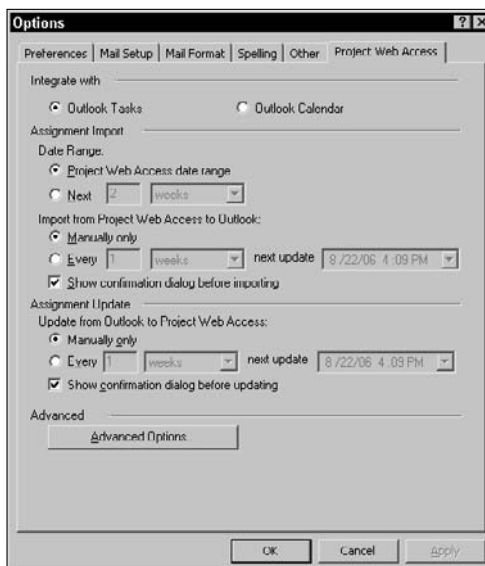 Options
Preferences Mail Setup Mail Format Spelling Other Project Web Access
Integrate with
Outlook Tasks Outlook Calendar
Assignment Import
Date Range:
Project Web Access date range
Next 2 weeks
Import from Project Web Access to Outlook:
Manually only
Every 1 weeks next update 8/22/06 4:09 PM
Show confirmation dialog before importing
Assignment Update
Update from Outlook to Project Web Access:
Manually only
Every 1 weeks next update 8/22/06 4:09 PM
Show confirmation dialog before updating
Advanced
Advanced Options...
OK Cancel Apply